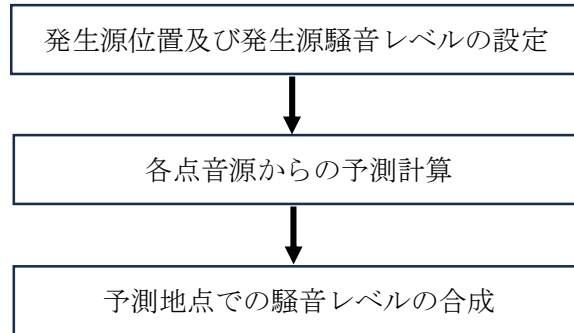 発生源位置及び発生源騒音レベルの設定
各点音源からの予測計算
予測地点での騒音レベルの合成